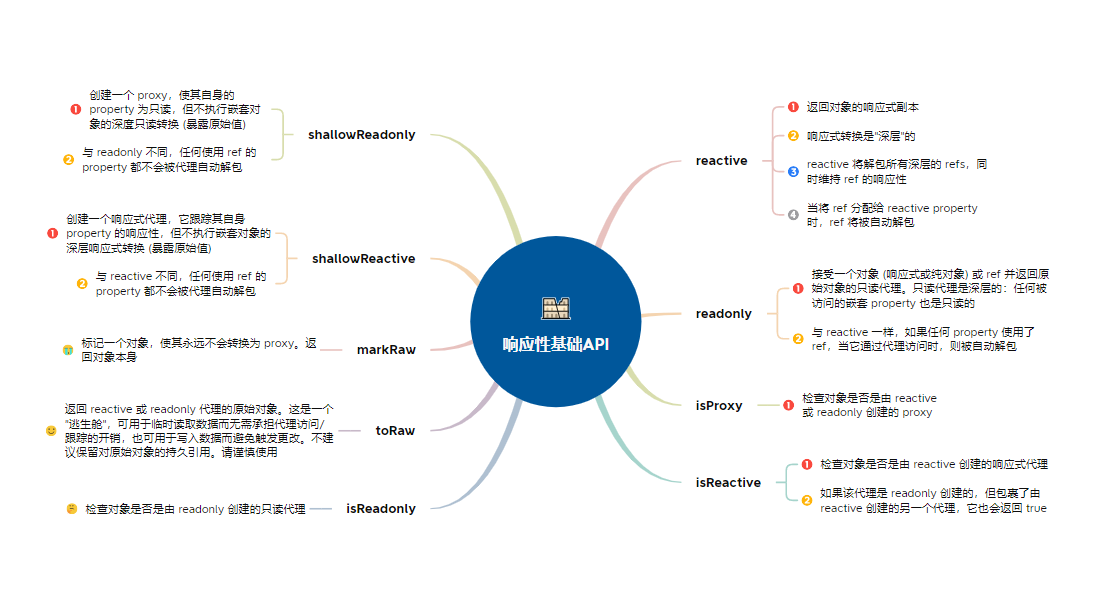 响应性基础API
reactive
1 返回对象的响应式副本
2 响应式转换是"深层"的
3 reactive 将解包所有深层的 refs，同
时维持 ref 的响应性
4 当将 ref 分配给 reactive property
时，ref 将被自动解包
readonly
1 接受一个对象 (响应式或纯对象) 或 ref 并返回原
始对象的只读代理。只读代理是深层的：任何被
访问的嵌套 property 也是只读的
2 与 reactive 一样，如果任何 property 使用了
ref，当它通过代理访问时，则被自动解包
isProxy
1 检查对象是否是由 reactive
或 readonly 创建的 proxy
isReactive
1 检查对象是否是由 reactive 创建的响应式代理
2 如果该代理是 readonly 创建的，但包裹了由
reactive 创建的另一个代理，它也会返回 true
shallowReadonly
1 创建一个 proxy，使其自身的
property 为只读，但不执行嵌套对
象的深度只读转换 (暴露原始值)
2 与 readonly 不同，任何使用 ref 的
property 都不会被代理自动解包
shallowReactive
1 创建一个响应式代理，它跟踪其自身
property 的响应性，但不执行嵌套对象的
深层响应式转换 (暴露原始值)
2 与 reactive 不同，任何使用 ref 的
property 都不会被代理自动解包
markRaw
标记一个对象，使其永远不会转换为 proxy。返
回对象本身
toRaw
返回 reactive 或 readonly 代理的原始对象。这是一个
"逃生舱"，可用于临时读取数据而无需承担代理访问/
跟踪的开销，也可用于写入数据而避免触发更改。不建
议保留对原始对象的持久引用。请谨慎使用
isReadonly
检查对象是否是由 readonly 创建的只读代理